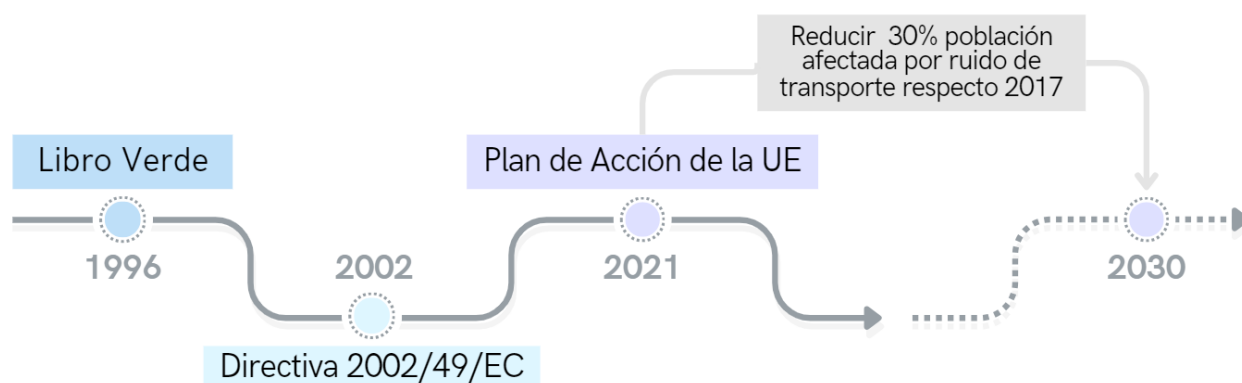 Reducir 30% población
afectada por ruido de
transporte respecto 2017
Libro Verde
Plan de Acción de la UE
1996
2002
2021
2030
Directiva 2002/49/EC